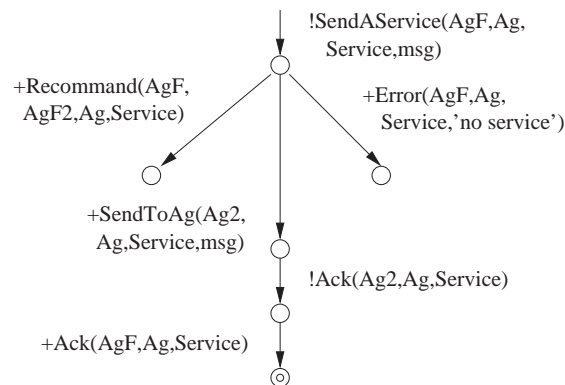 !SendAService(AgF,Ag,
Service,msg)
+Recommand(AgF,
AgF2,Ag,Service)
+Error(AgF,Ag,
Service,'no service')
+SendToAg(Ag2,
Ag,Service,msg)
!Ack(Ag2,Ag,Service)
+Ack(AgF,Ag,Service)